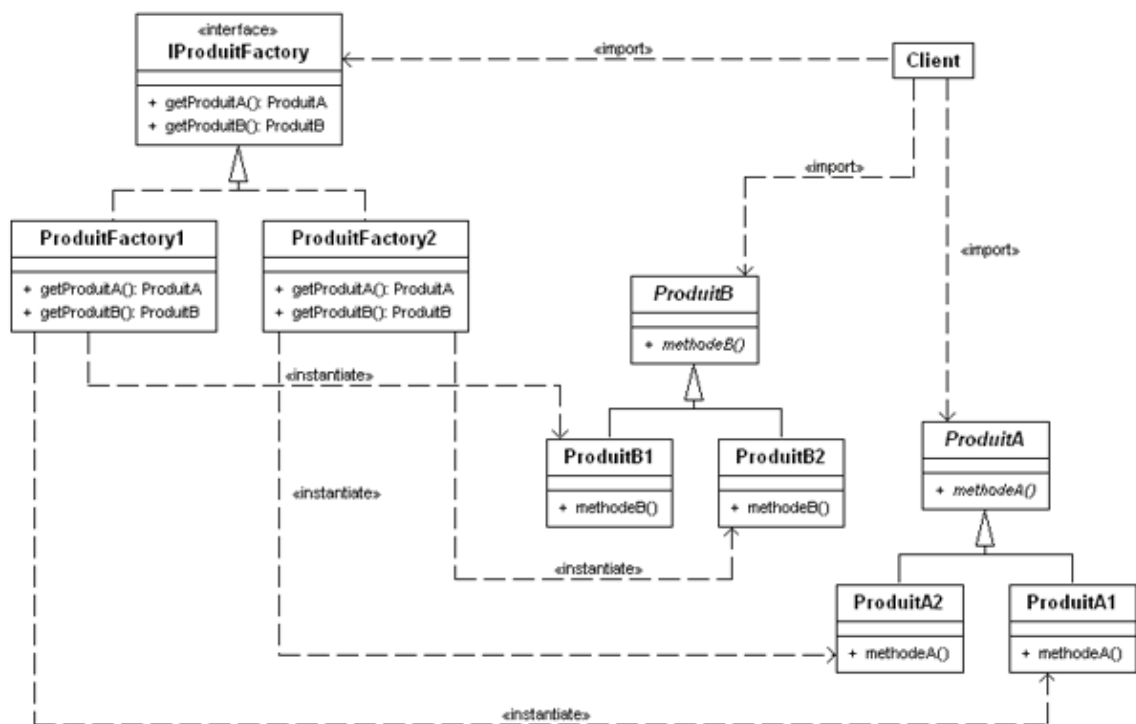 «interface»
IProduitFactory
+ getProduitA(): ProduitA
+ getProduitB(): ProduitB
«import»
Client
«import»
«import»
ProduitFactory1
+ getProduitA(): ProduitA
+ getProduitB(): ProduitB
ProduitFactory2
+ getProduitA(): ProduitA
+ getProduitB(): ProduitB
ProduitB
+ methodeB()
«instantiate»
ProduitB1
+ methodeB()
ProduitB2
+ methodeB()
ProduitA
+ methodeA()
«instantiate»
«instantiate»
ProduitA2
+ methodeA()
ProduitA1
+ methodeA()
«instantiate»